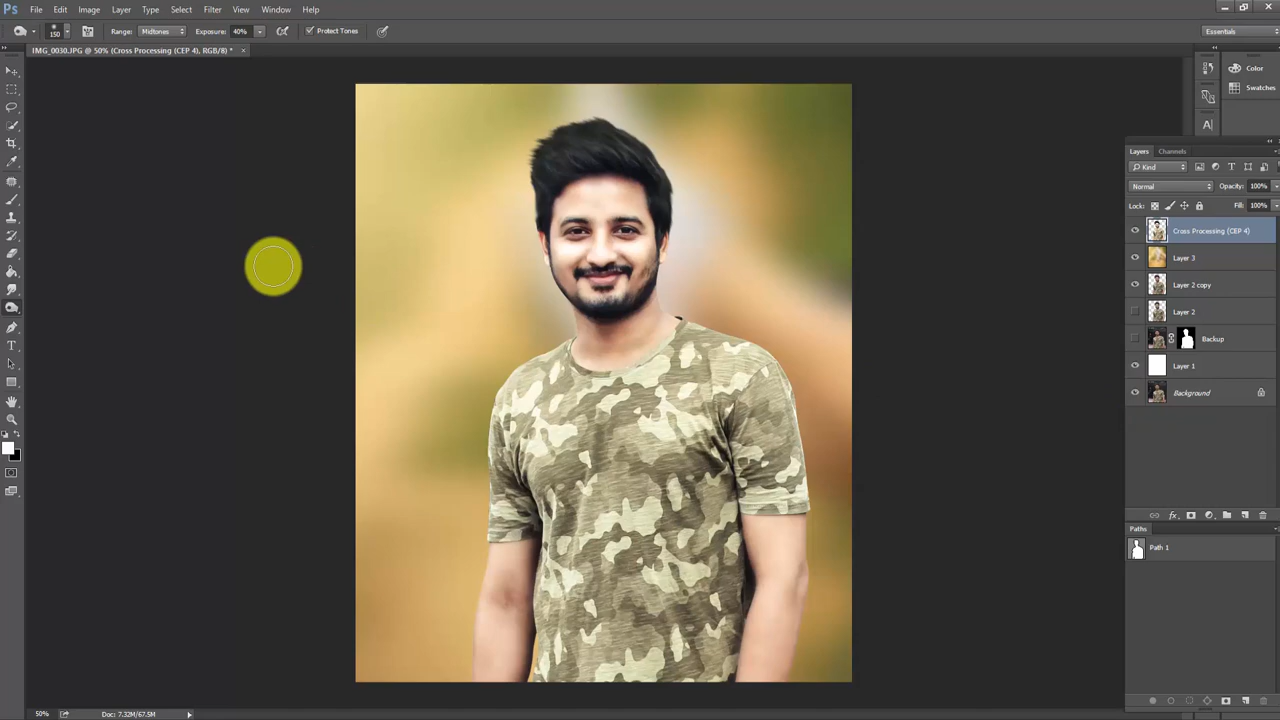 Ps File Edit Image Layer Type Select Filter View Window Help
150 Range: Midtones Exposure: 40% Protect Tones Essentials
IMG_0030.JPG @ 50% (Cross Processing (CEP 4), RGB/8) * ×
Color
Swatches
A
Layers Channels
Kind T
Normal Opacity: 100%
Lock: Fill: 100%
Cross Processing (CEP 4)
Layer 3
Layer 2 copy
Layer 2
Backup
Layer 1
Background
fx
Paths
Path 1
T
50% Doc: 7.32M/67.5M